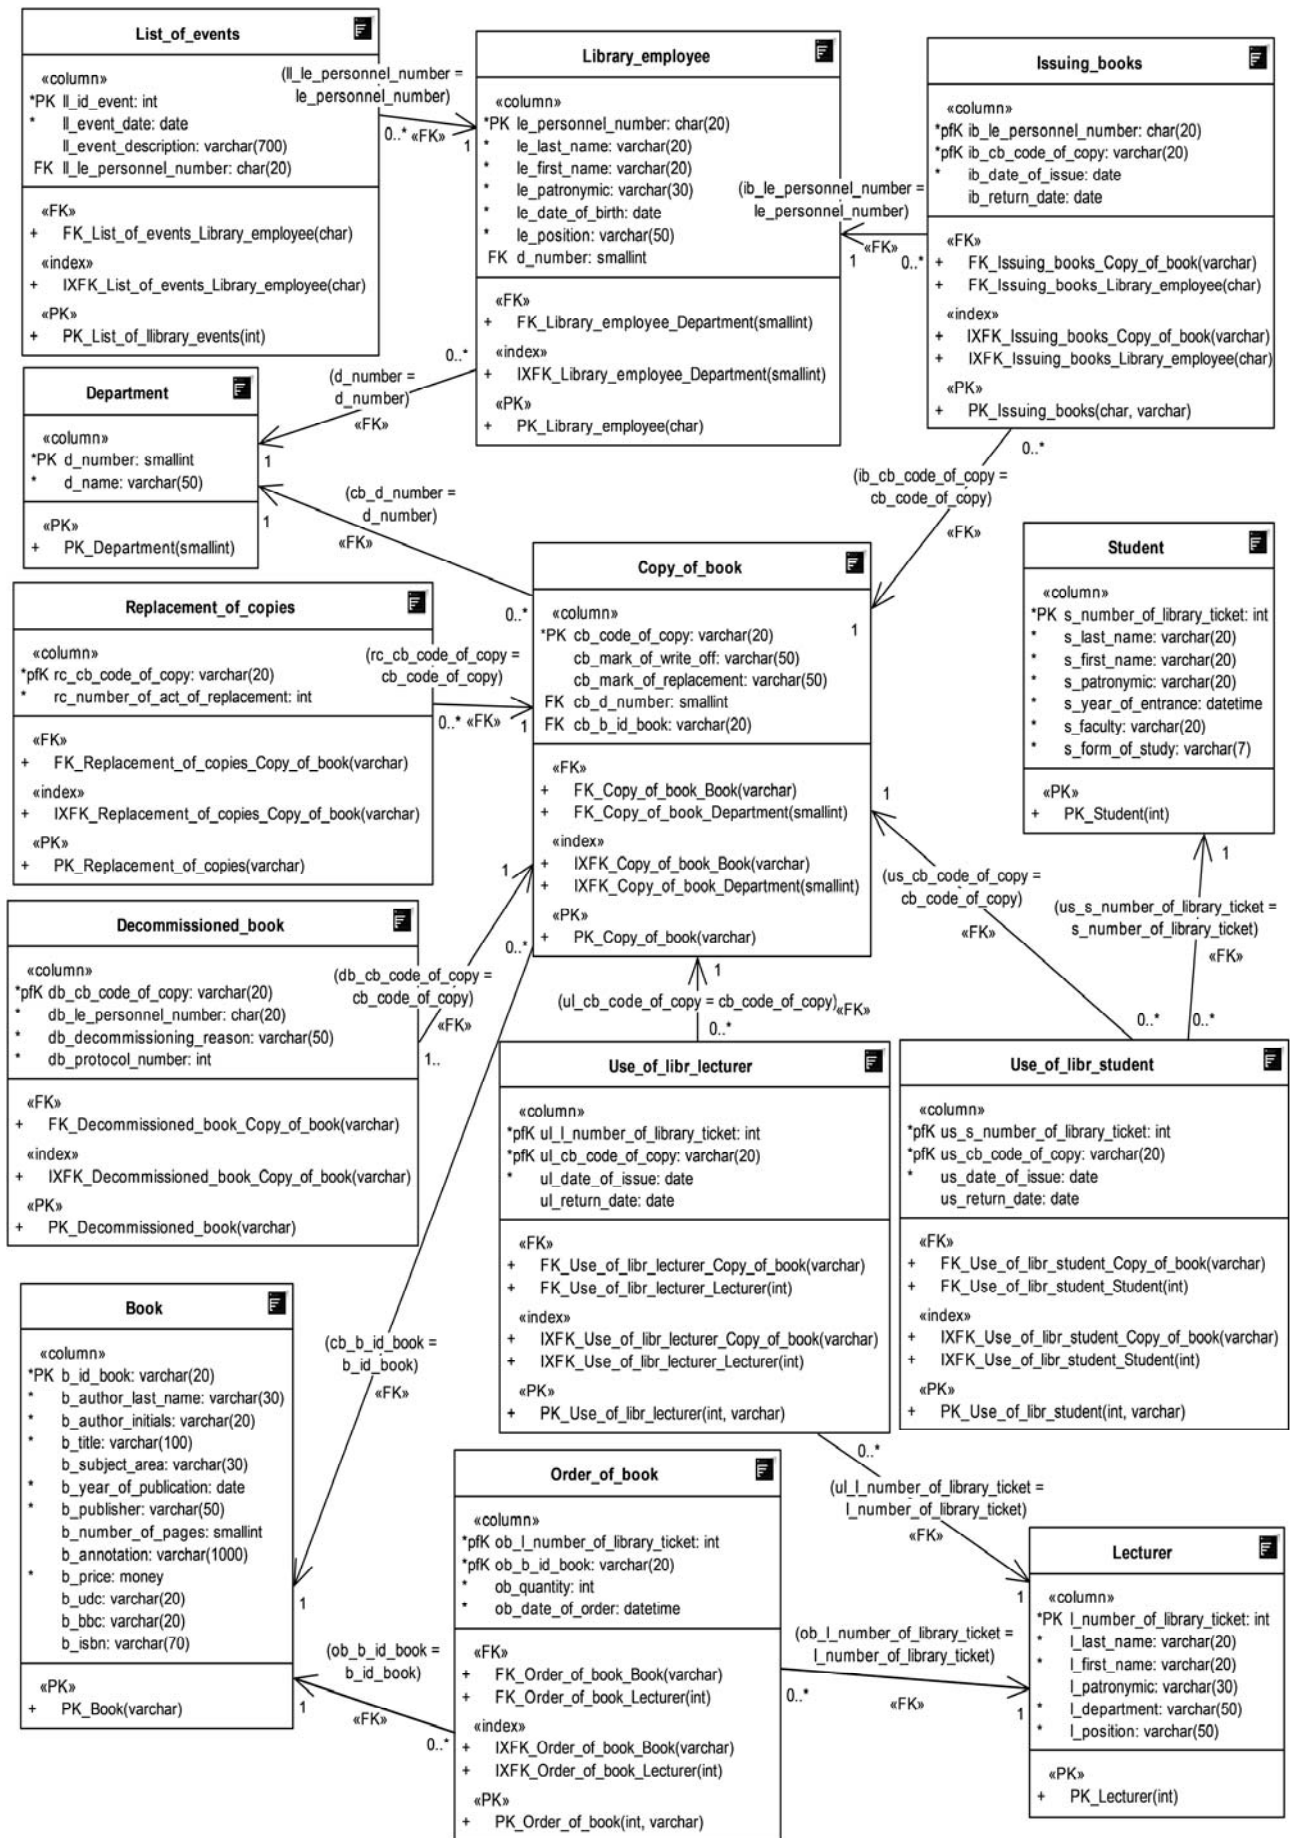 List_of_events
«column»
*PK ll_id_event: int
* ll_event_date: date
ll_event_description: varchar(700)
FK ll_le_personnel_number: char(20)
«FK»
+ FK_List_of_events_Library_employee(char)
«index»
+ IXFK_List_of_events_Library_employee(char)
«PK»
+ PK_List_of_llibrary_events(int)
(ll_le_personnel_number =
le_personnel_number)
0..* «FK»
1
Library_employee
«column»
*PK le_personnel_number: char(20)
* le_last_name: varchar(20)
* le_first_name: varchar(20)
* le_patronymic: varchar(30)
* le_date_of_birth: date
* le_position: varchar(50)
FK d_number: smallint
«FK»
+ FK_Library_employee_Department(smallint)
«index»
+ IXFK_Library_employee_Department(smallint)
«PK»
+ PK_Library_employee(char)
(ib_le_personnel_number =
le_personnel_number)
«FK»
1
0..*
Issuing_books
«column»
*pfK ib_le_personnel_number: char(20)
*pfK ib_cb_code_of_copy: varchar(20)
* ib_date_of_issue: date
ib_return_date: date
«FK»
+ FK_Issuing_books_Copy_of_book(varchar)
+ FK_Issuing_books_Library_employee(char)
«index»
+ IXFK_Issuing_books_Copy_of_book(varchar)
+ IXFK_Issuing_books_Library_employee(char)
«PK»
+ PK_Issuing_books(char, varchar)
0..*
(d_number =
d_number)
«FK»
1
Department
«column»
*PK d_number: smallint
* d_name: varchar(50)
«PK»
+ PK_Department(smallint)
(cb_d_number =
d_number)
1
«FK»
0..*
0..*
(ib_cb_code_of_copy =
cb_code_of_copy)
«FK»
1
Replacement_of_copies
«column»
*pfK rc_cb_code_of_copy: varchar(20)
* rc_number_of_act_of_replacement: int
«FK»
+ FK_Replacement_of_copies_Copy_of_book(varchar)
«index»
+ IXFK_Replacement_of_copies_Copy_of_book(varchar)
«PK»
+ PK_Replacement_of_copies(varchar)
(rc_cb_code_of_copy =
cb_code_of_copy)
0..* «FK»
1
Copy_of_book
«column»
*PK cb_code_of_copy: varchar(20)
cb_mark_of_write_off: varchar(50)
cb_mark_of_replacement: varchar(50)
FK cb_d_number: smallint
FK cb_b_id_book: varchar(20)
«FK»
+ FK_Copy_of_book_Book(varchar)
+ FK_Copy_of_book_Department(smallint)
«index»
+ IXFK_Copy_of_book_Book(varchar)
+ IXFK_Copy_of_book_Department(smallint)
«PK»
+ PK_Copy_of_book(varchar)
Student
«column»
*PK s_number_of_library_ticket: int
* s_last_name: varchar(20)
* s_first_name: varchar(20)
* s_patronymic: varchar(20)
* s_year_of_entrance: datetime
* s_faculty: varchar(20)
* s_form_of_study: varchar(7)
«PK»
+ PK_Student(int)
1
(us_cb_code_of_copy =
cb_code_of_copy)
«FK»
0..*
1
(us_s_number_of_library_ticket =
s_number_of_library_ticket)
«FK»
0..*
Decommissioned_book
«column»
*pfK db_cb_code_of_copy: varchar(20)
* db_le_personnel_number: char(20)
* db_decommissioning_reason: varchar(50)
* db_protocol_number: int
«FK»
+ FK_Decommissioned_book_Copy_of_book(varchar)
«index»
+ IXFK_Decommissioned_book_Copy_of_book(varchar)
«PK»
+ PK_Decommissioned_book(varchar)
1
0..*
(db_cb_code_of_copy =
cb_code_of_copy)
«FK»
1..
1
(ul_cb_code_of_copy = cb_code_of_copy) «FK»
0..*
Use_of_libr_lecturer
«column»
*pfK ul_l_number_of_library_ticket: int
*pfK ul_cb_code_of_copy: varchar(20)
* ul_date_of_issue: date
ul_return_date: date
«FK»
+ FK_Use_of_libr_lecturer_Copy_of_book(varchar)
+ FK_Use_of_libr_lecturer_Lecturer(int)
«index»
+ IXFK_Use_of_libr_lecturer_Copy_of_book(varchar)
+ IXFK_Use_of_libr_lecturer_Lecturer(int)
«PK»
+ PK_Use_of_libr_lecturer(int, varchar)
Use_of_libr_student
«column»
*pfK us_s_number_of_library_ticket: int
*pfK us_cb_code_of_copy: varchar(20)
* us_date_of_issue: date
us_return_date: date
«FK»
+ FK_Use_of_libr_student_Copy_of_book(varchar)
+ FK_Use_of_libr_student_Student(int)
«index»
+ IXFK_Use_of_libr_student_Copy_of_book(varchar)
+ IXFK_Use_of_libr_student_Student(int)
«PK»
+ PK_Use_of_libr_student(int, varchar)
Book
«column»
*PK b_id_book: varchar(20)
* b_author_last_name: varchar(30)
* b_author_initials: varchar(20)
* b_title: varchar(100)
b_subject_area: varchar(30)
* b_year_of_publication: date
* b_publisher: varchar(50)
b_number_of_pages: smallint
b_annotation: varchar(1000)
* b_price: money
b_udc: varchar(20)
b_bbc: varchar(20)
b_isbn: varchar(70)
«PK»
+ PK_Book(varchar)
(cb_b_id_book =
b_id_book)
«FK»
1
(ob_b_id_book =
b_id_book)
1
«FK»
0..*
Order_of_book
«column»
*pfK ob_l_number_of_library_ticket: int
*pfK ob_b_id_book: varchar(20)
* ob_quantity: int
* ob_date_of_order: datetime
«FK»
+ FK_Order_of_book_Book(varchar)
+ FK_Order_of_book_Lecturer(int)
«index»
+ IXFK_Order_of_book_Book(varchar)
+ IXFK_Order_of_book_Lecturer(int)
«PK»
+ PK_Order_of_book(int, varchar)
0..*
(ul_l_number_of_library_ticket =
l_number_of_library_ticket)
«FK»
1
(ob_l_number_of_library_ticket =
l_number_of_library_ticket)
0..*
«FK»
1
Lecturer
«column»
*PK l_number_of_library_ticket: int
* l_last_name: varchar(20)
* l_first_name: varchar(20)
l_patronymic: varchar(30)
* l_department: varchar(50)
* l_position: varchar(50)
«PK»
+ PK_Lecturer(int)